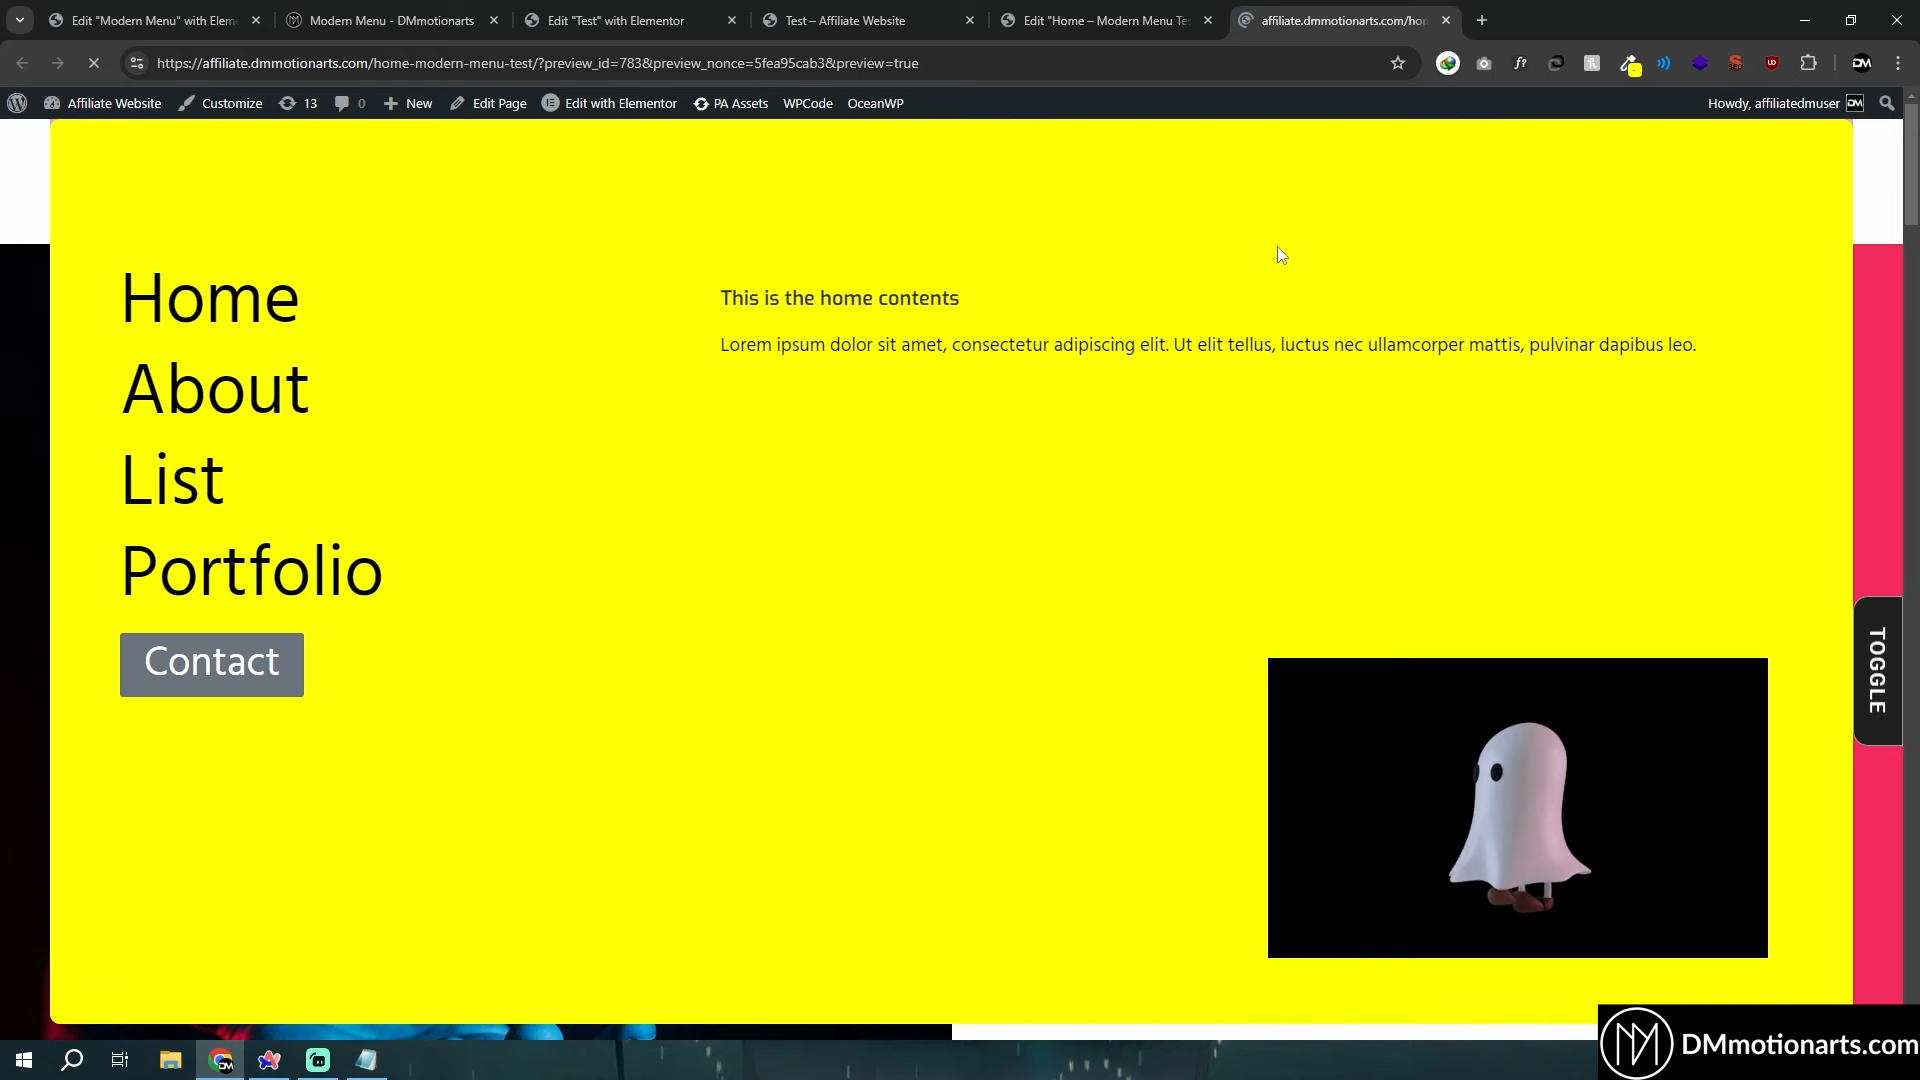 Edit "Modern Menu" with Elem
Modern Menu - DMmotionarts
Edit "Test" with Elementor
Test – Affiliate Website
Edit "Home – Modern Menu Te
affiliate.dmmotionarts.com/hom
https://affiliate.dmmotionarts.com/home-modern-menu-test/?preview_id=783&preview_nonce=5fea95cab3&preview=true
Affiliate Website
Customize
13
0
New
Edit Page
Edit with Elementor
PA Assets
WPCode
OceanWP
Howdy, affiliatedmuser
Home
This is the home contents
Lorem ipsum dolor sit amet, consectetur adipiscing elit. Ut elit tellus, luctus nec ullamcorper mattis, pulvinar dapibus leo.
About
List
Portfolio
Contact
TOGGLE
DMmotionarts.com